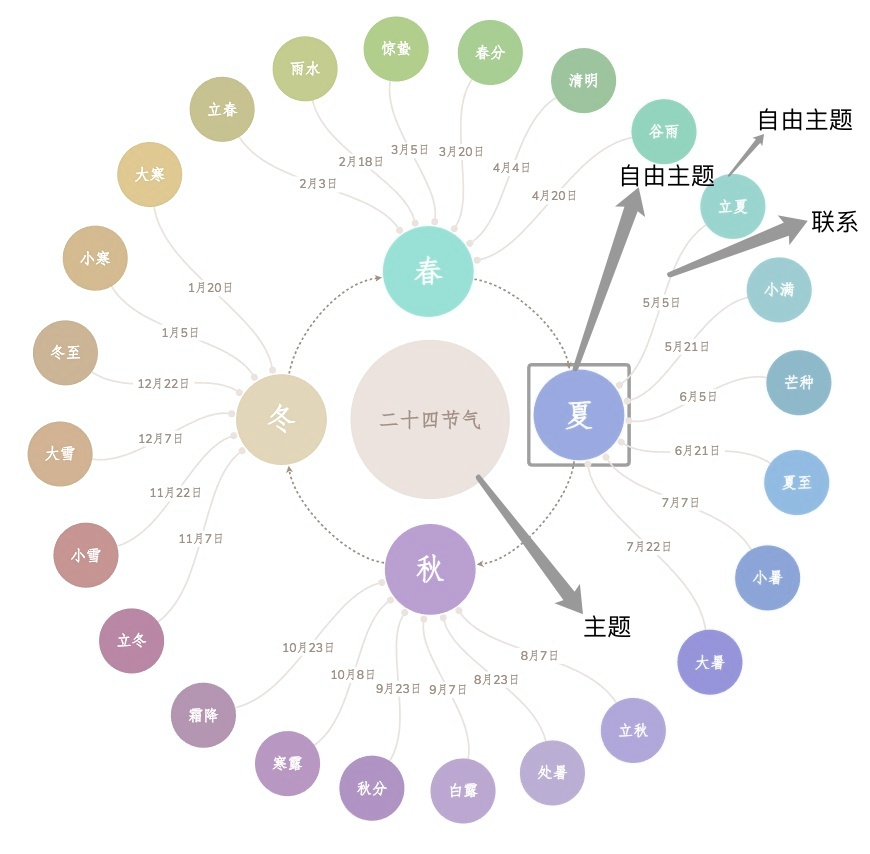 惊蛰
春分
雨水
清明
立春
谷雨
自由主题
大寒
3月5日
3月20日
2月18日
4月4日
自由主题
2月3日
4月20日
立夏
联系
小寒
春
1月20日
小满
5月5日
1月5日
5月21日
冬至
12月22日
芒种
6月5日
冬
二十四节气
夏
12月7日
大雪
6月21日
夏至
11月22日
7月7日
11月7日
7月22日
小雪
秋
小暑
主题
立冬
10月23日
8月7日
大暑
10月8日
9月23日
9月7日
8月23日
霜降
立秋
寒露
处暑
秋分
白露